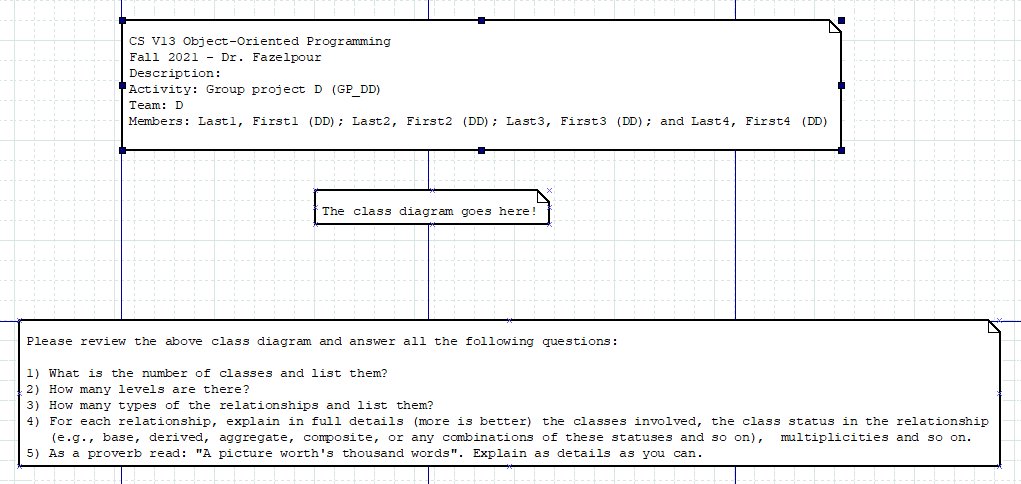 CS V13 Object-Oriented Programming
Fall 2021 - Dr. Fazelpour
Description:
Activity: Group project D (GP_DD)
Team: D
Members: Last1, First1 (DD); Last2, First2 (DD); Last3, First3 (DD); and Last4, First4 (DD)
The class diagram goes here!
Please review the above class diagram and answer all the following questions:
1) What is the number of classes and list them?
2) How many levels are there?
3) How many types of the relationships and list them?
4) For each relationship, explain in full details (more is better) the classes involved, the class status in the relationship
(e.g., base, derived, aggregate, composite, or any combinations of these statuses and so on),  multiplicities and so on.
5) As a proverb read: "A picture worth's thousand words". Explain as details as you can.